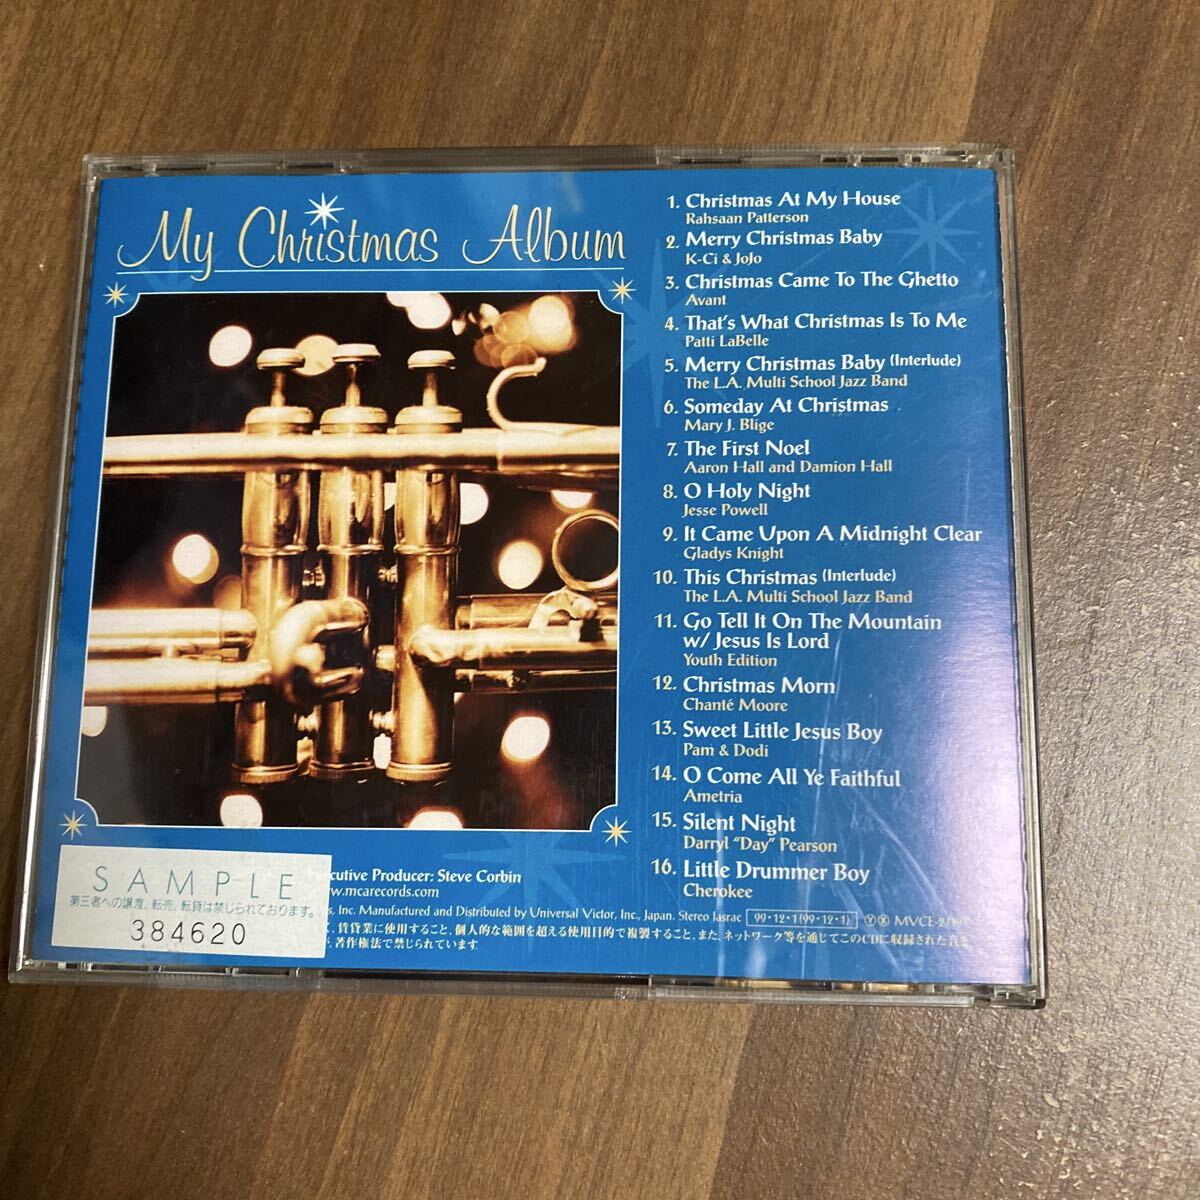 My Christmas Album
1. Christmas At My House
Rahsaan Patterson
2. Merry Christmas Baby
K-Ci & JoJo
3. Christmas Came To The Ghetto
Avant
4. That's What Christmas Is To Me
Patti LaBelle
5. Merry Christmas Baby (Interlude)
The L.A. Multi School Jazz Band
6. Someday At Christmas
Mary J. Blige
7. The First Noel
Aaron Hall and Damion Hall
8. O Holy Night
Jesse Powell
9. It Came Upon A Midnight Clear
Gladys Knight
10. This Christmas (Interlude)
The L.A. Multi School Jazz Band
11. Go Tell It On The Mountain
w/ Jesus Is Lord
Youth Edition
12. Christmas Morn
Chanté Moore
13. Sweet Little Jesus Boy
Pam & Dodi
14. O Come All Ye Faithful
Ametria
15. Silent Night
Darryl "Day" Pearson
16. Little Drummer Boy
Cherokee
Producer: Steve Corbin
.mcarecords.com
, Inc. Manufactured and Distributed by Universal Victor, Inc., Japan. Stereo Jasrac 99・12・1(99・12・1) Ⓨ Ⓧ
、賃貸業に使用すること、個人的な範囲を超える使用目的で複製すること、また、ネットワーク等を通じてこのCDに収録された音を
、著作権法で禁じられています
SAMPLE
第三者への譲渡、転売、転貸は禁じられております。
384620